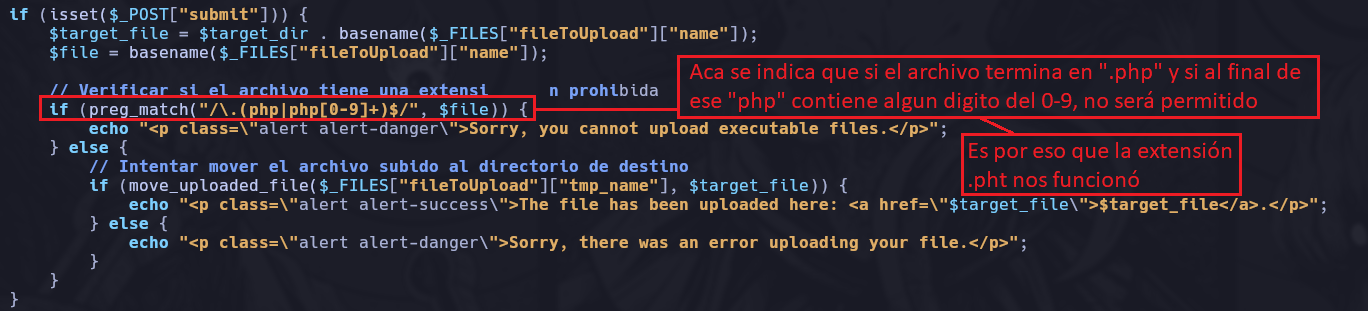 if (isset($_POST["submit"])) {
    $target_file = $target_dir . basename($_FILES["fileToUpload"]["name"]);
    $file = basename($_FILES["fileToUpload"]["name"]);
    // Verificar si el archivo tiene una extensi      n prohibida
    if (preg_match("/\.(php|php[0-9]+)$/", $file)) {
        echo "<p class=\"alert alert-danger\">Sorry, you cannot upload executable files.</p>";
    } else {
        // Intentar mover el archivo subido al directorio de destino
        if (move_uploaded_file($_FILES["fileToUpload"]["tmp_name"], $target_file)) {
            echo "<p class=\"alert alert-success\">The file has been uploaded here: <a href=\"$target_file\">$target_file</a>.</p>";
        } else {
            echo "<p class=\"alert alert-danger\">Sorry, there was an error uploading your file.</p>";
        }
    }
}
Aca se indica que si el archivo termina en ".php" y si al final de
ese "php" contiene algun digito del 0-9, no será permitido
Es por eso que la extensión
.pht nos funcionó